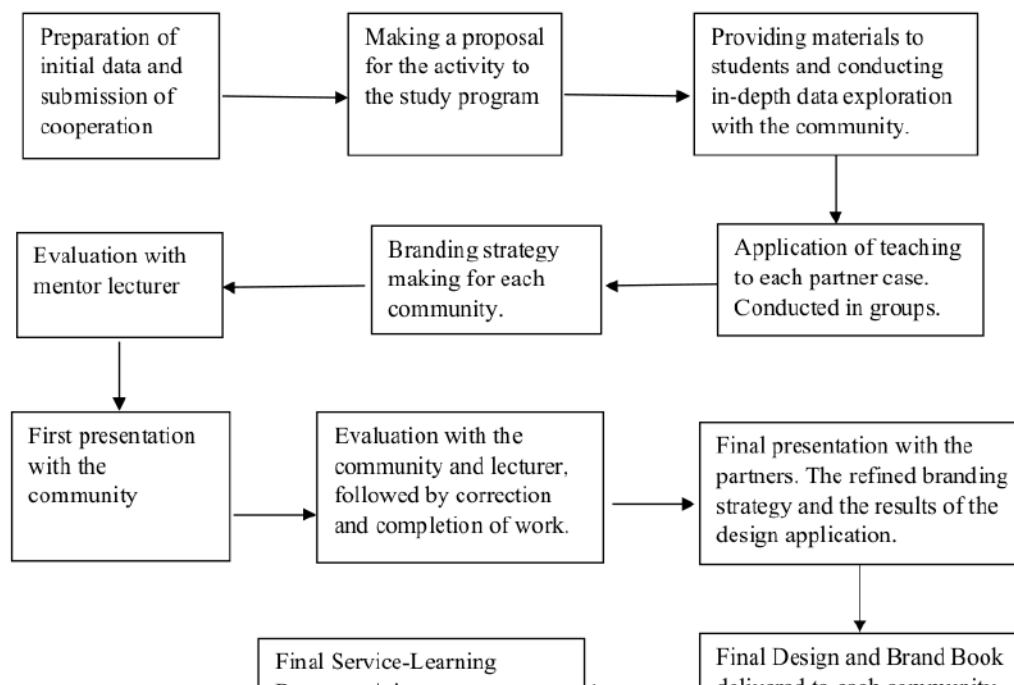 Preparation of
initial data and
submission of
cooperation
Making a proposal
for the activity to
the study program
Providing materials to
students and conducting
in-depth data exploration
with the community.
Application of teaching
to each partner case.
Conducted in groups.
Branding strategy
making for each
community.
Evaluation with
mentor lecturer
First presentation
with the
community
Evaluation with the
community and lecturer,
followed by correction
and completion of work.
Final presentation with the
partners. The refined branding
strategy and the results of the
design application.
Final Design and Brand Book
delivered to each community
Final Service-Learning